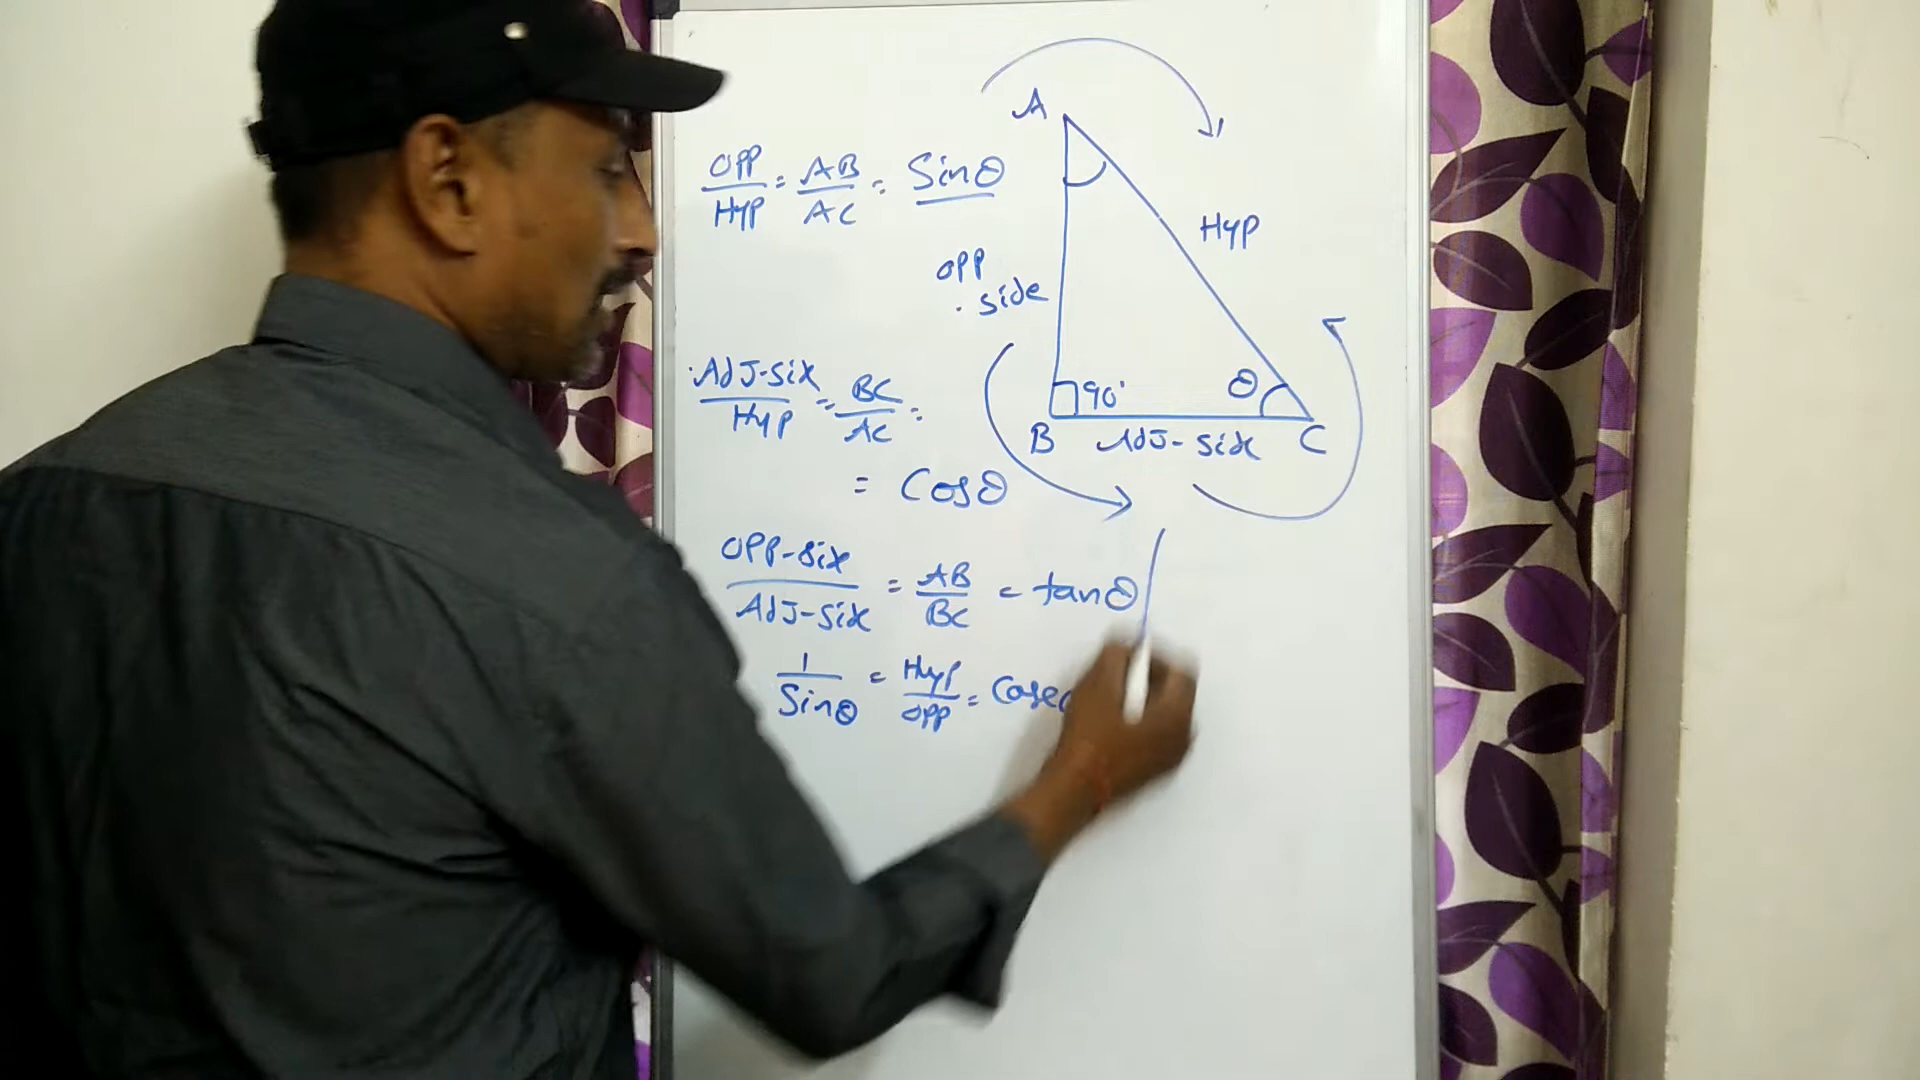 A
OPP/Hyp = AB/AC = Sinθ
Hyp
OPP
side
Adj-side/Hyp = BC/AC =
= Cosθ
90°
θ
B Adj-side C
OPP-side/Adj-side = AB/BC = tanθ
1/Sinθ = Hyp/OPP = Cosec